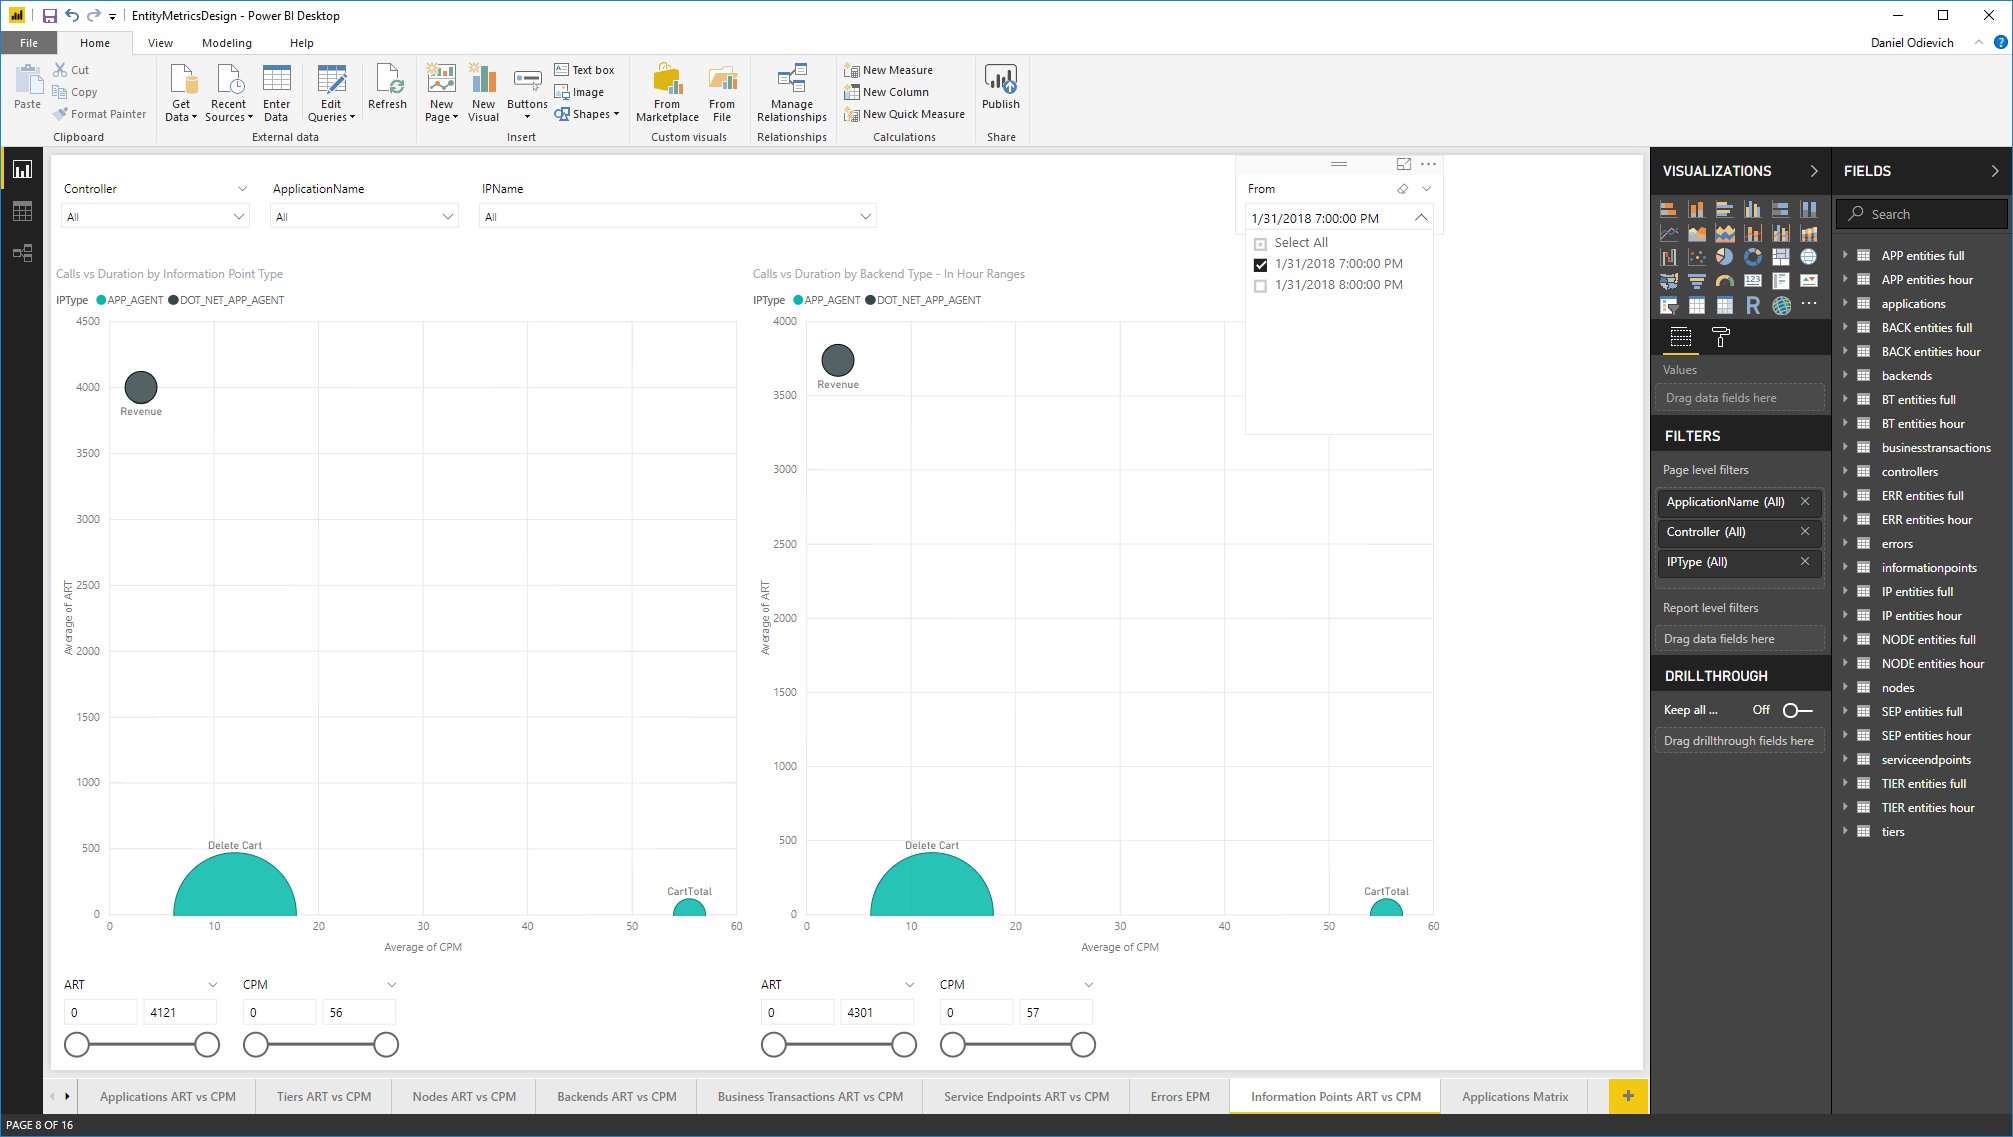 EntityMetricsDesign - Power BI Desktop
File Home View Modeling Help
Daniel Odievich
Paste
Cut
Copy
Format Painter
Clipboard
Get Data
Recent Sources
Enter Data
Edit Queries
Refresh
External data
New Page
New Visual
Buttons
Text box
Image
Shapes
Insert
From Marketplace
From File
Custom visuals
Manage Relationships
Relationships
New Measure
New Column
New Quick Measure
Calculations
Publish
Share
Controller
All
ApplicationName
All
IPName
All
From
1/31/2018 7:00:00 PM
Select All
1/31/2018 7:00:00 PM
1/31/2018 8:00:00 PM
Calls vs Duration by Information Point Type
IPType APP_AGENT DOT_NET_APP_AGENT
4500
4000
3500
3000
2500
2000
1500
1000
500
0
Average of ART
Revenue
Delete Cart
CartTotal
0 10 20 30 40 50 60
Average of CPM
Calls vs Duration by Backend Type - In Hour Ranges
IPType APP_AGENT DOT_NET_APP_AGENT
4000
3500
3000
2500
2000
1500
1000
500
0
Average of ART
Revenue
Delete Cart
CartTotal
0 10 20 30 40 50 60
Average of CPM
ART
0 4121
CPM
0 56
ART
0 4301
CPM
0 57
VISUALIZATIONS
123
R
Values
Drag data fields here
FILTERS
Page level filters
ApplicationName (All)
Controller (All)
IPType (All)
Report level filters
Drag data fields here
DRILLTHROUGH
Keep all ... Off
Drag drillthrough fields here
FIELDS
Search
APP entities full
APP entities hour
applications
BACK entities full
BACK entities hour
backends
BT entities full
BT entities hour
businesstransactions
controllers
ERR entities full
ERR entities hour
errors
informationpoints
IP entities full
IP entities hour
NODE entities full
NODE entities hour
nodes
SEP entities full
SEP entities hour
serviceendpoints
TIER entities full
TIER entities hour
tiers
Applications ART vs CPM Tiers ART vs CPM Nodes ART vs CPM Backends ART vs CPM Business Transactions ART vs CPM Service Endpoints ART vs CPM Errors EPM Information Points ART vs CPM Applications Matrix
PAGE 8 OF 16